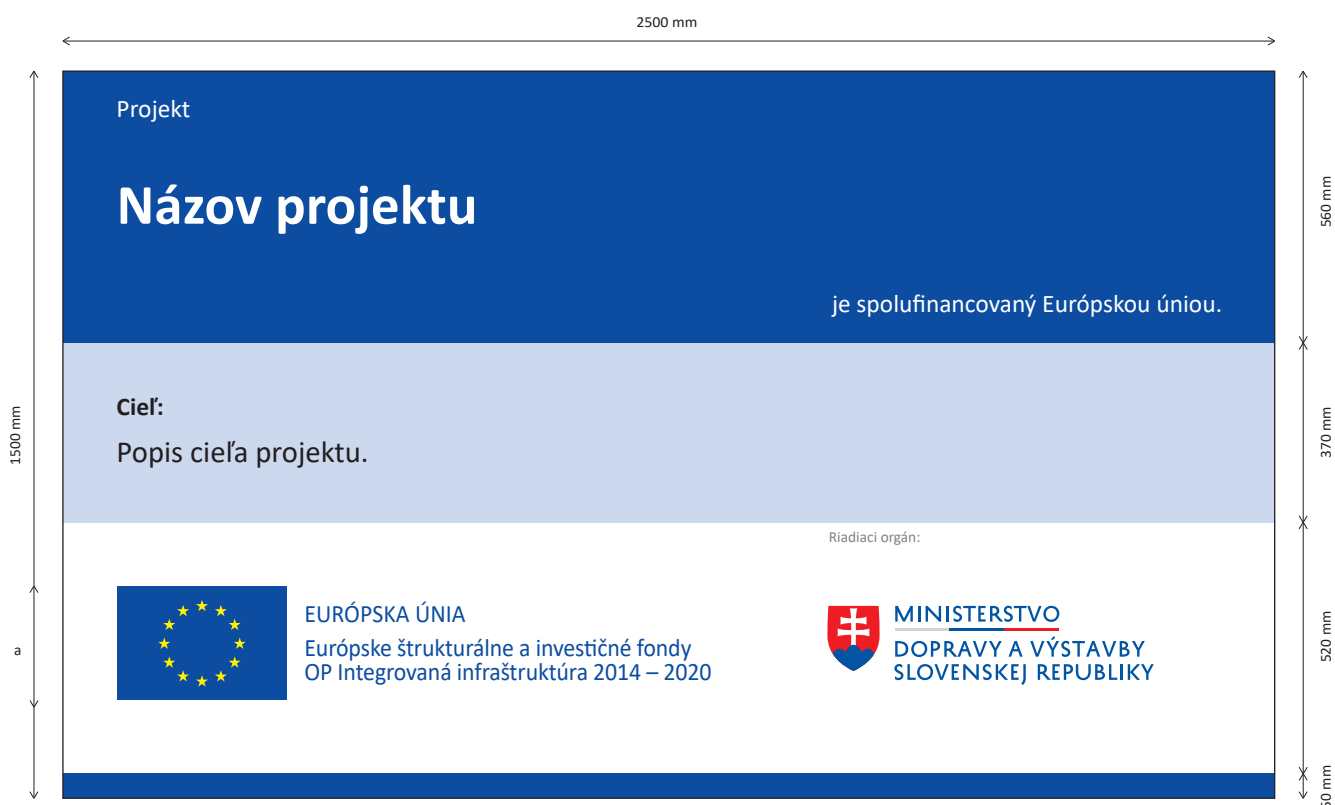 2500 mm
Projekt
Názov projektu
560 mm
je spolufinancovaný Európskou úniou.
1500 mm
Cieľ:
Popis cieľa projektu.
370 mm
Riadiaci orgán:
a
EURÓPSKA ÚNIA
Európske štrukturálne a investičné fondy
OP Integrovaná infraštruktúra 2014 – 2020
MINISTERSTVO
DOPRAVY A VÝSTAVBY
SLOVENSKEJ REPUBLIKY
520 mm
50 mm